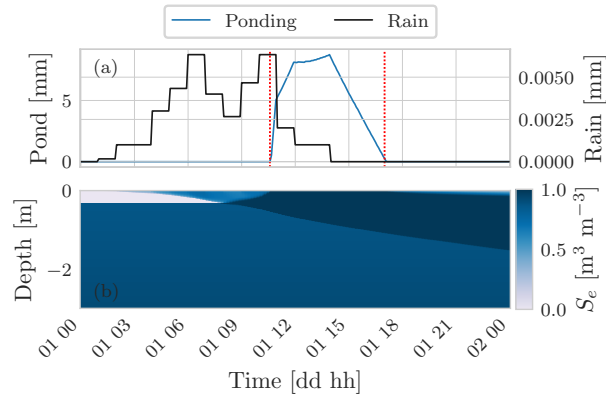 Ponding Rain
(a)
Pond [mm]
5
0
0.0050
0.0025
0.0000
Rain [mm]
(b)
Depth [m]
0
−2
1.0
0.5
0.0
S_e [m³ m⁻³]
01 00
01 03
01 06
01 09
01 12
01 15
01 18
01 21
02 00
Time [dd hh]